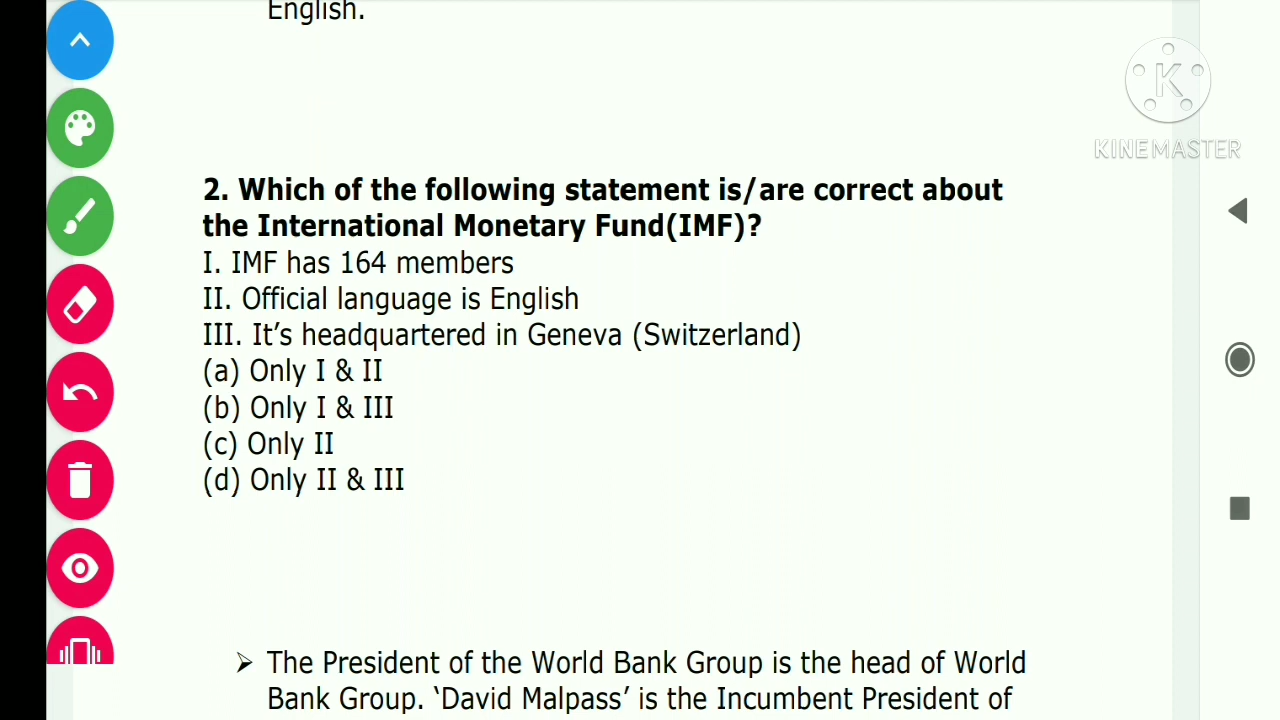 English.
K
KINEMASTER
2. Which of the following statement is/are correct about
the International Monetary Fund(IMF)?
I. IMF has 164 members
II. Official language is English
III. It’s headquartered in Geneva (Switzerland)
(a) Only I & II
(b) Only I & III
(c) Only II
(d) Only II & III
➢ The President of the World Bank Group is the head of World
Bank Group. ‘David Malpass’ is the Incumbent President of